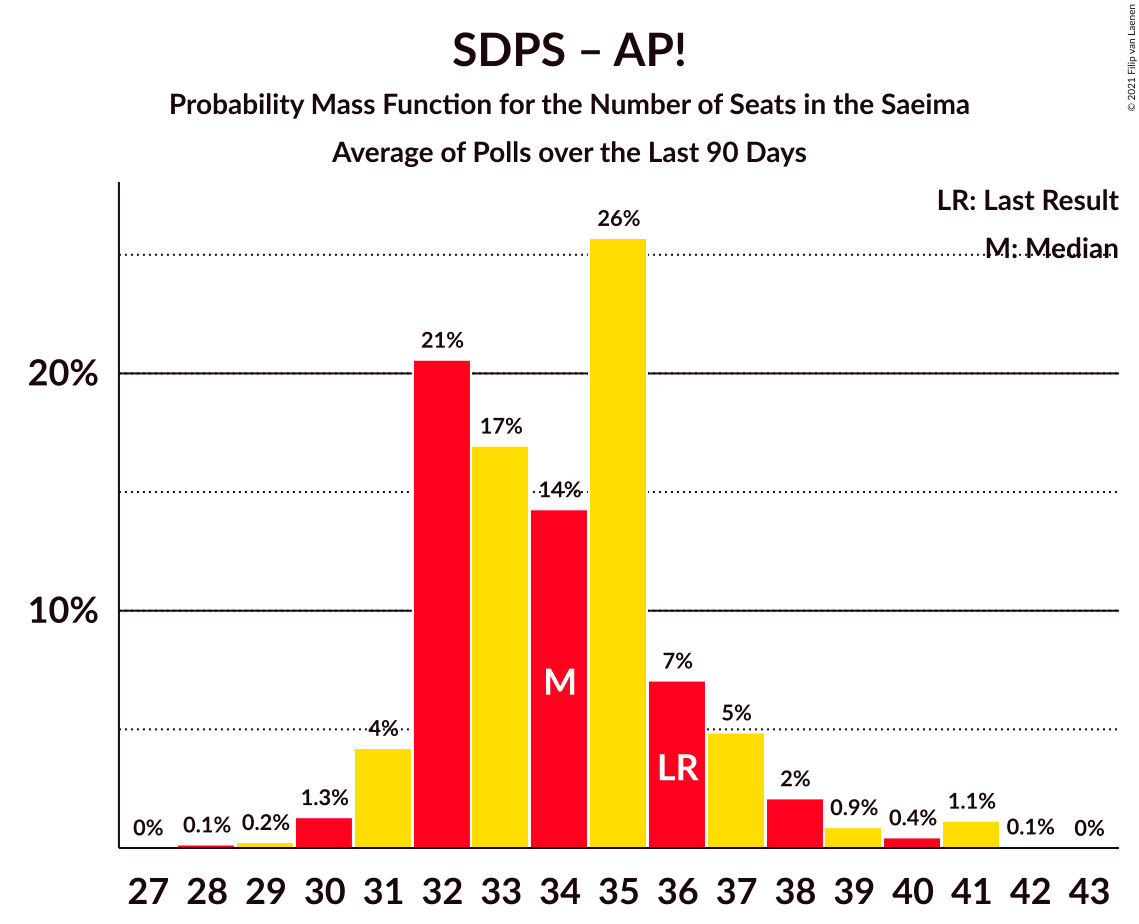 SDPS – AP!
Probability Mass Function for the Number of Seats in the Saeima
Average of Polls over the Last 90 Days
© 2021 Filip van Laenen
LR: Last Result
M: Median
20%
10%
0%
0.1%
0.2%
1.3%
4%
21%
17%
14%
26%
7%
5%
2%
0.9%
0.4%
1.1%
0.1%
0%
M
LR
27 28 29 30 31 32 33 34 35 36 37 38 39 40 41 42 43